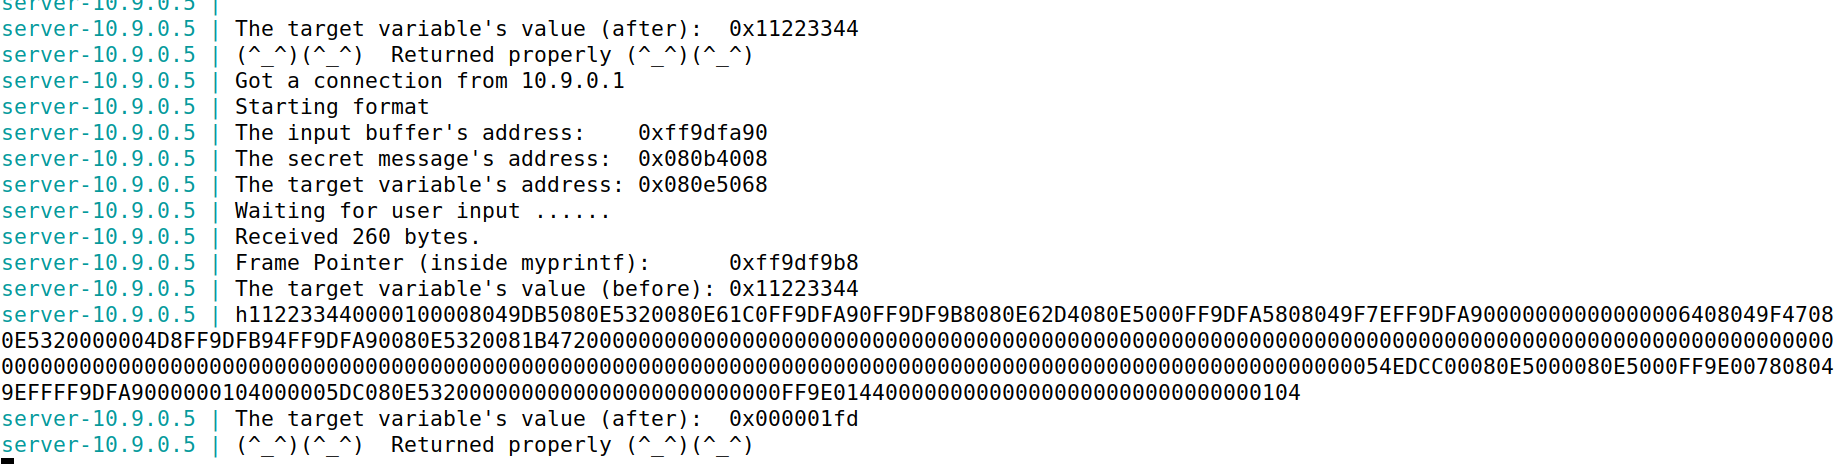 server-10.9.0.5 |
server-10.9.0.5 | The target variable's value (after):  0x11223344
server-10.9.0.5 | (^_^)(^_^)  Returned properly (^_^)(^_^)
server-10.9.0.5 | Got a connection from 10.9.0.1
server-10.9.0.5 | Starting format
server-10.9.0.5 | The input buffer's address:    0xff9dfa90
server-10.9.0.5 | The secret message's address:  0x080b4008
server-10.9.0.5 | The target variable's address: 0x080e5068
server-10.9.0.5 | Waiting for user input ......
server-10.9.0.5 | Received 260 bytes.
server-10.9.0.5 | Frame Pointer (inside myprintf):      0xff9df9b8
server-10.9.0.5 | The target variable's value (before): 0x11223344
server-10.9.0.5 | h112233440000100008049DB5080E5320080E61C0FF9DFA90FF9DF9B8080E62D4080E5000FF9DFA5808049F7EFF9DFA90000000000000006408049F4708
0E5320000004D8FF9DFB94FF9DFA90080E5320081B472000000000000000000000000000000000000000000000000000000000000000000000000000000000000000000000000
00000000000000000000000000000000000000000000000000000000000000000000000000000000000000000000000000000000054EDCC00080E5000080E5000FF9E00780804
9EFFFF9DFA9000000104000005DC080E5320000000000000000000000000FF9E014400000000000000000000000000000104
server-10.9.0.5 | The target variable's value (after):  0x000001fd
server-10.9.0.5 | (^_^)(^_^)  Returned properly (^_^)(^_^)